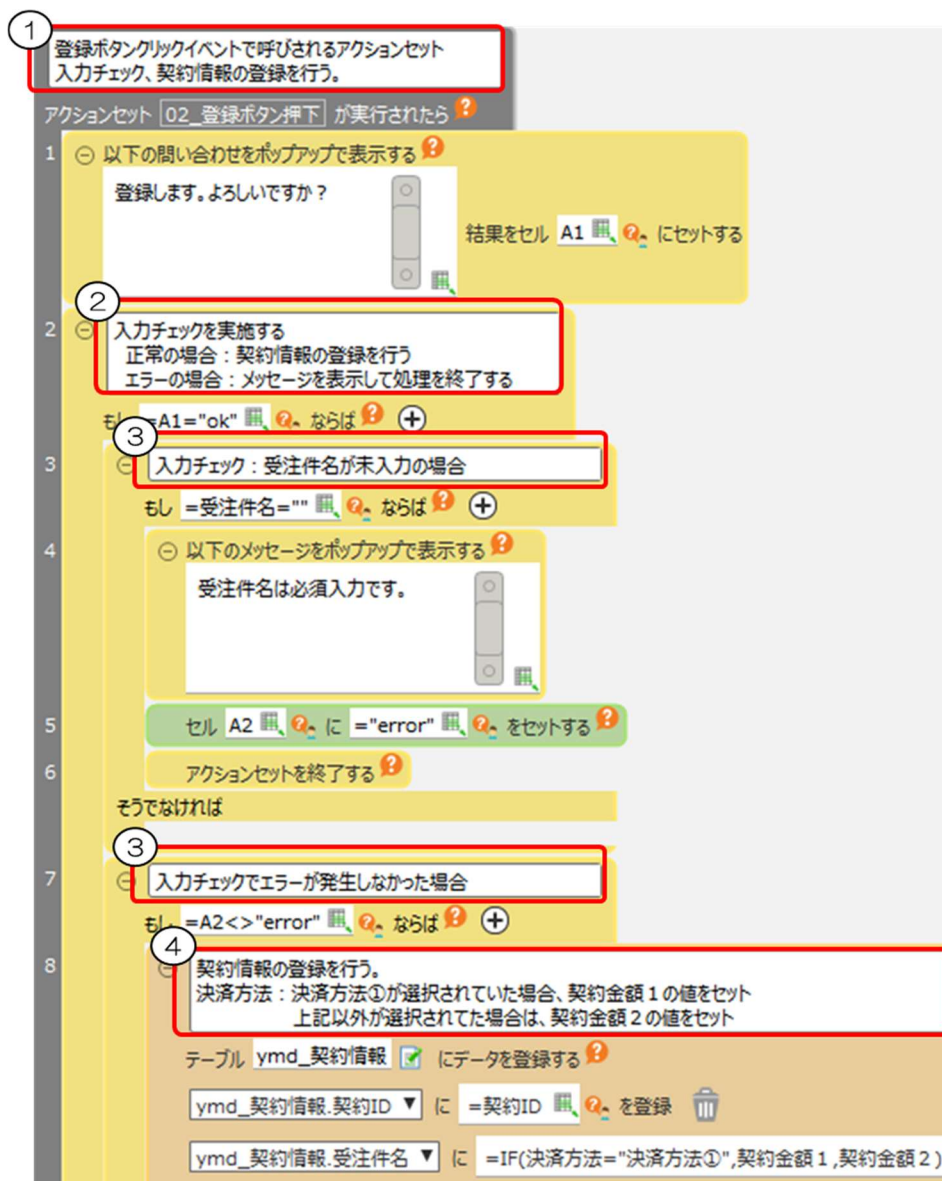 ①
登録ボタンクリックイベントで呼びされるアクションセット
入力チェック、契約情報の登録を行う。
アクションセット 02_登録ボタン押下 が実行されたら
1 以下の問い合わせをポップアップで表示する
登録します。よろしいですか？
結果をセル A1 にセットする
②
2 入力チェックを実施する
正常の場合：契約情報の登録を行う
エラーの場合：メッセージを表示して処理を終了する
もし =A1="ok" ならば
③
3 入力チェック：受注件名が未入力の場合
もし =受注件名="" ならば
4 以下のメッセージをポップアップで表示する
受注件名は必須入力です。
5 セル A2 に ="error" をセットする
6 アクションセットを終了する
そうでなければ
③
7 入力チェックでエラーが発生しなかった場合
もし =A2<>"error" ならば
④
8 契約情報の登録を行う。
決済方法：決済方法①が選択されていた場合、契約金額１の値をセット
上記以外が選択されてた場合は、契約金額２の値をセット
テーブル ymd_契約情報 にデータを登録する
ymd_契約情報.契約ID ▼ に =契約ID を登録
ymd_契約情報.受注件名 ▼ に =IF(決済方法="決済方法①",契約金額１,契約金額２)